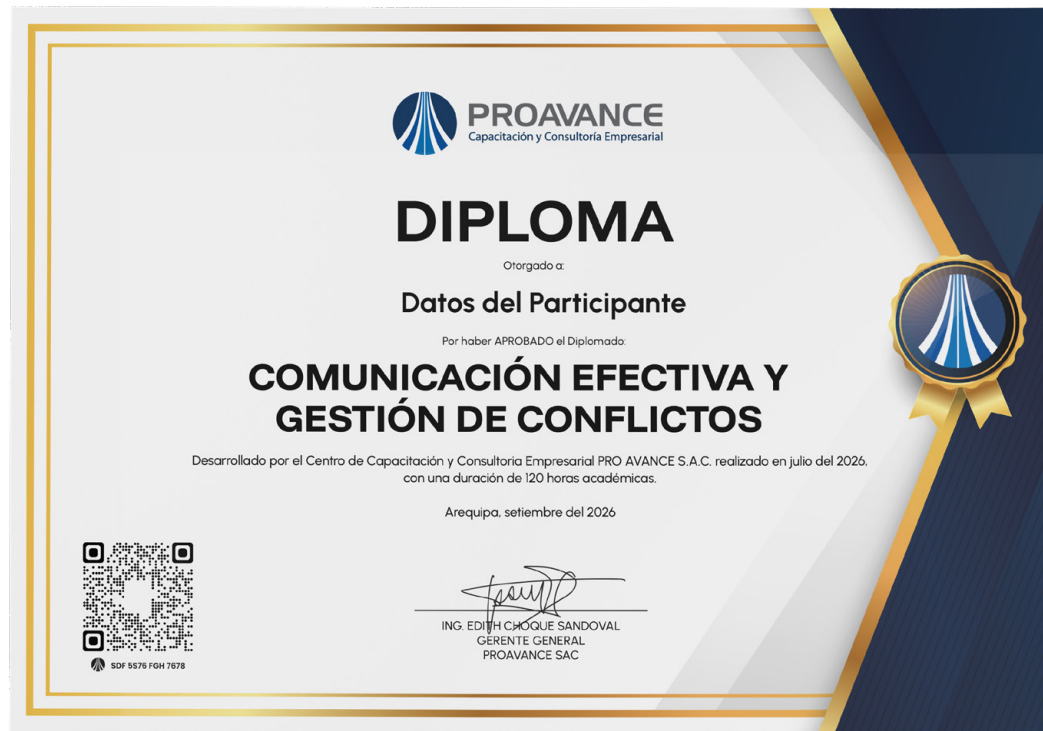 PROAVANCE
Capacitación y Consultoría Empresarial
DIPLOMA
Otorgado a:
Datos del Participante
Por haber APROBADO el Diplomado:
COMUNICACIÓN EFECTIVA Y
GESTIÓN DE CONFLICTOS
Desarrollado por el Centro de Capacitación y Consultoria Empresarial PRO AVANCE S.A.C. realizado en julio del 2026,
con una duración de 120 horas académicas.
Arequipa, setiembre del 2026
ING. EDITH CHOQUE SANDOVAL
GERENTE GENERAL
PROAVANCE SAC
SDF 5S76 FGH 7678